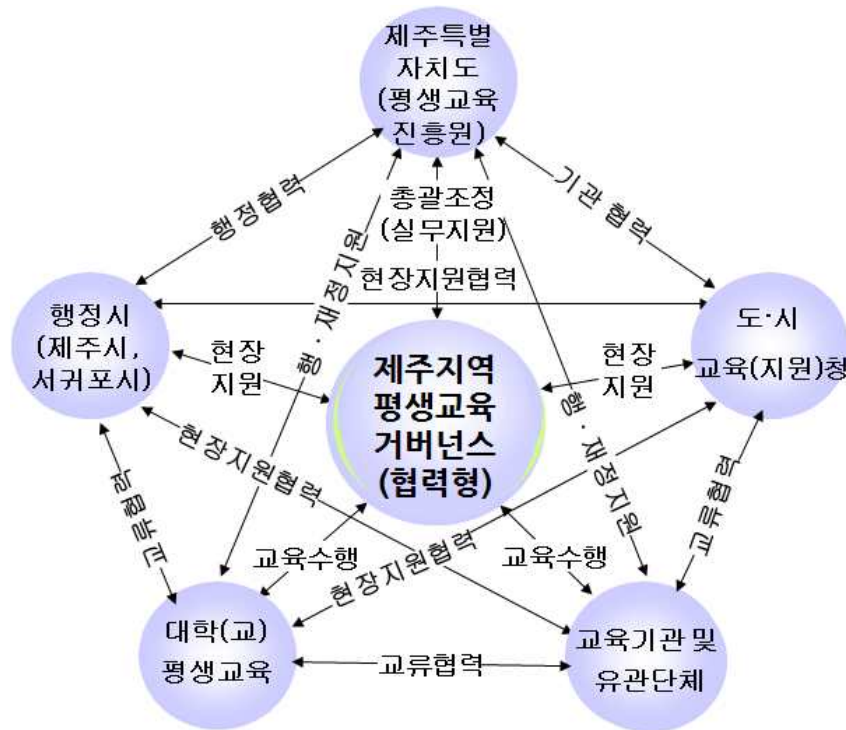 제주특별
자치도
(평생교육
진흥원)
행정협력
기관 협력
총괄조정
(실무지원)
행·재정지원
현장지원협력
행정시
(제주시,
서귀포시)
현장
지원
제주지역
평생교육
거버넌스
(협력형)
현장
지원
도·시
교육(지원)청
행·재정지원
현장지원협력
교류협력
교류협력
교육수행
현장지원협력
교육수행
대학(교)
평생교육
교류협력
교육기관 및
유관단체